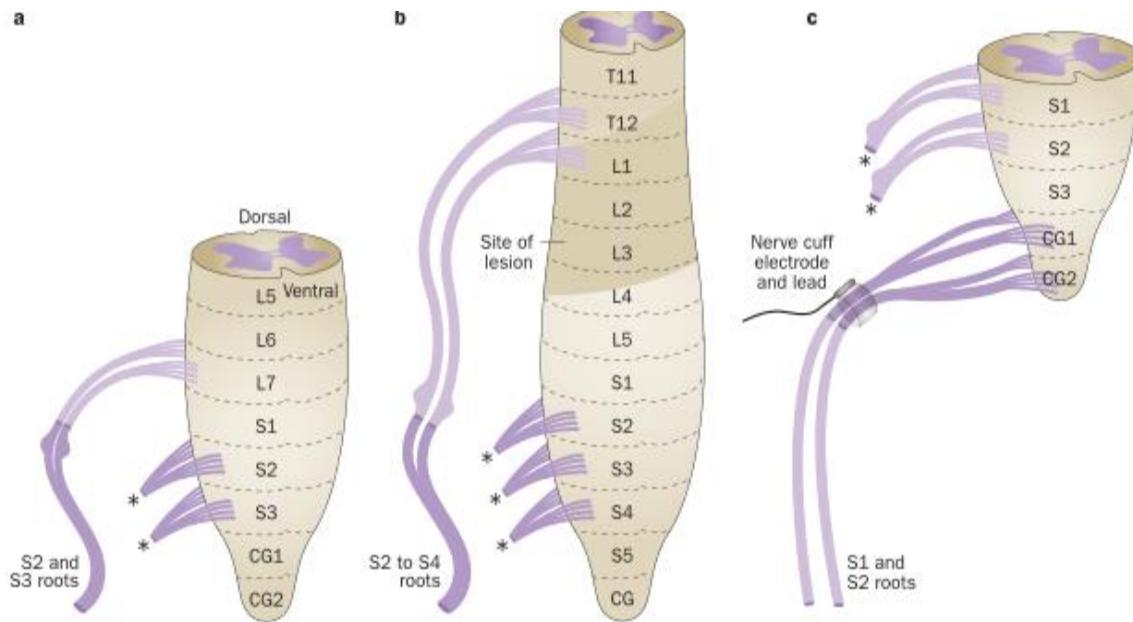 a
Dorsal
Ventral
L5
L6
L7
S1
S2
S3
CG1
CG2
*
*
S2 and
S3 roots
b
T11
T12
L1
L2
L3
L4
L5
S1
S2
S3
S4
S5
CG
Site of
lesion
*
*
*
S2 to S4
roots
c
S1
S2
S3
CG1
CG2
*
*
Nerve cuff
electrode
and lead
S1 and
S2 roots